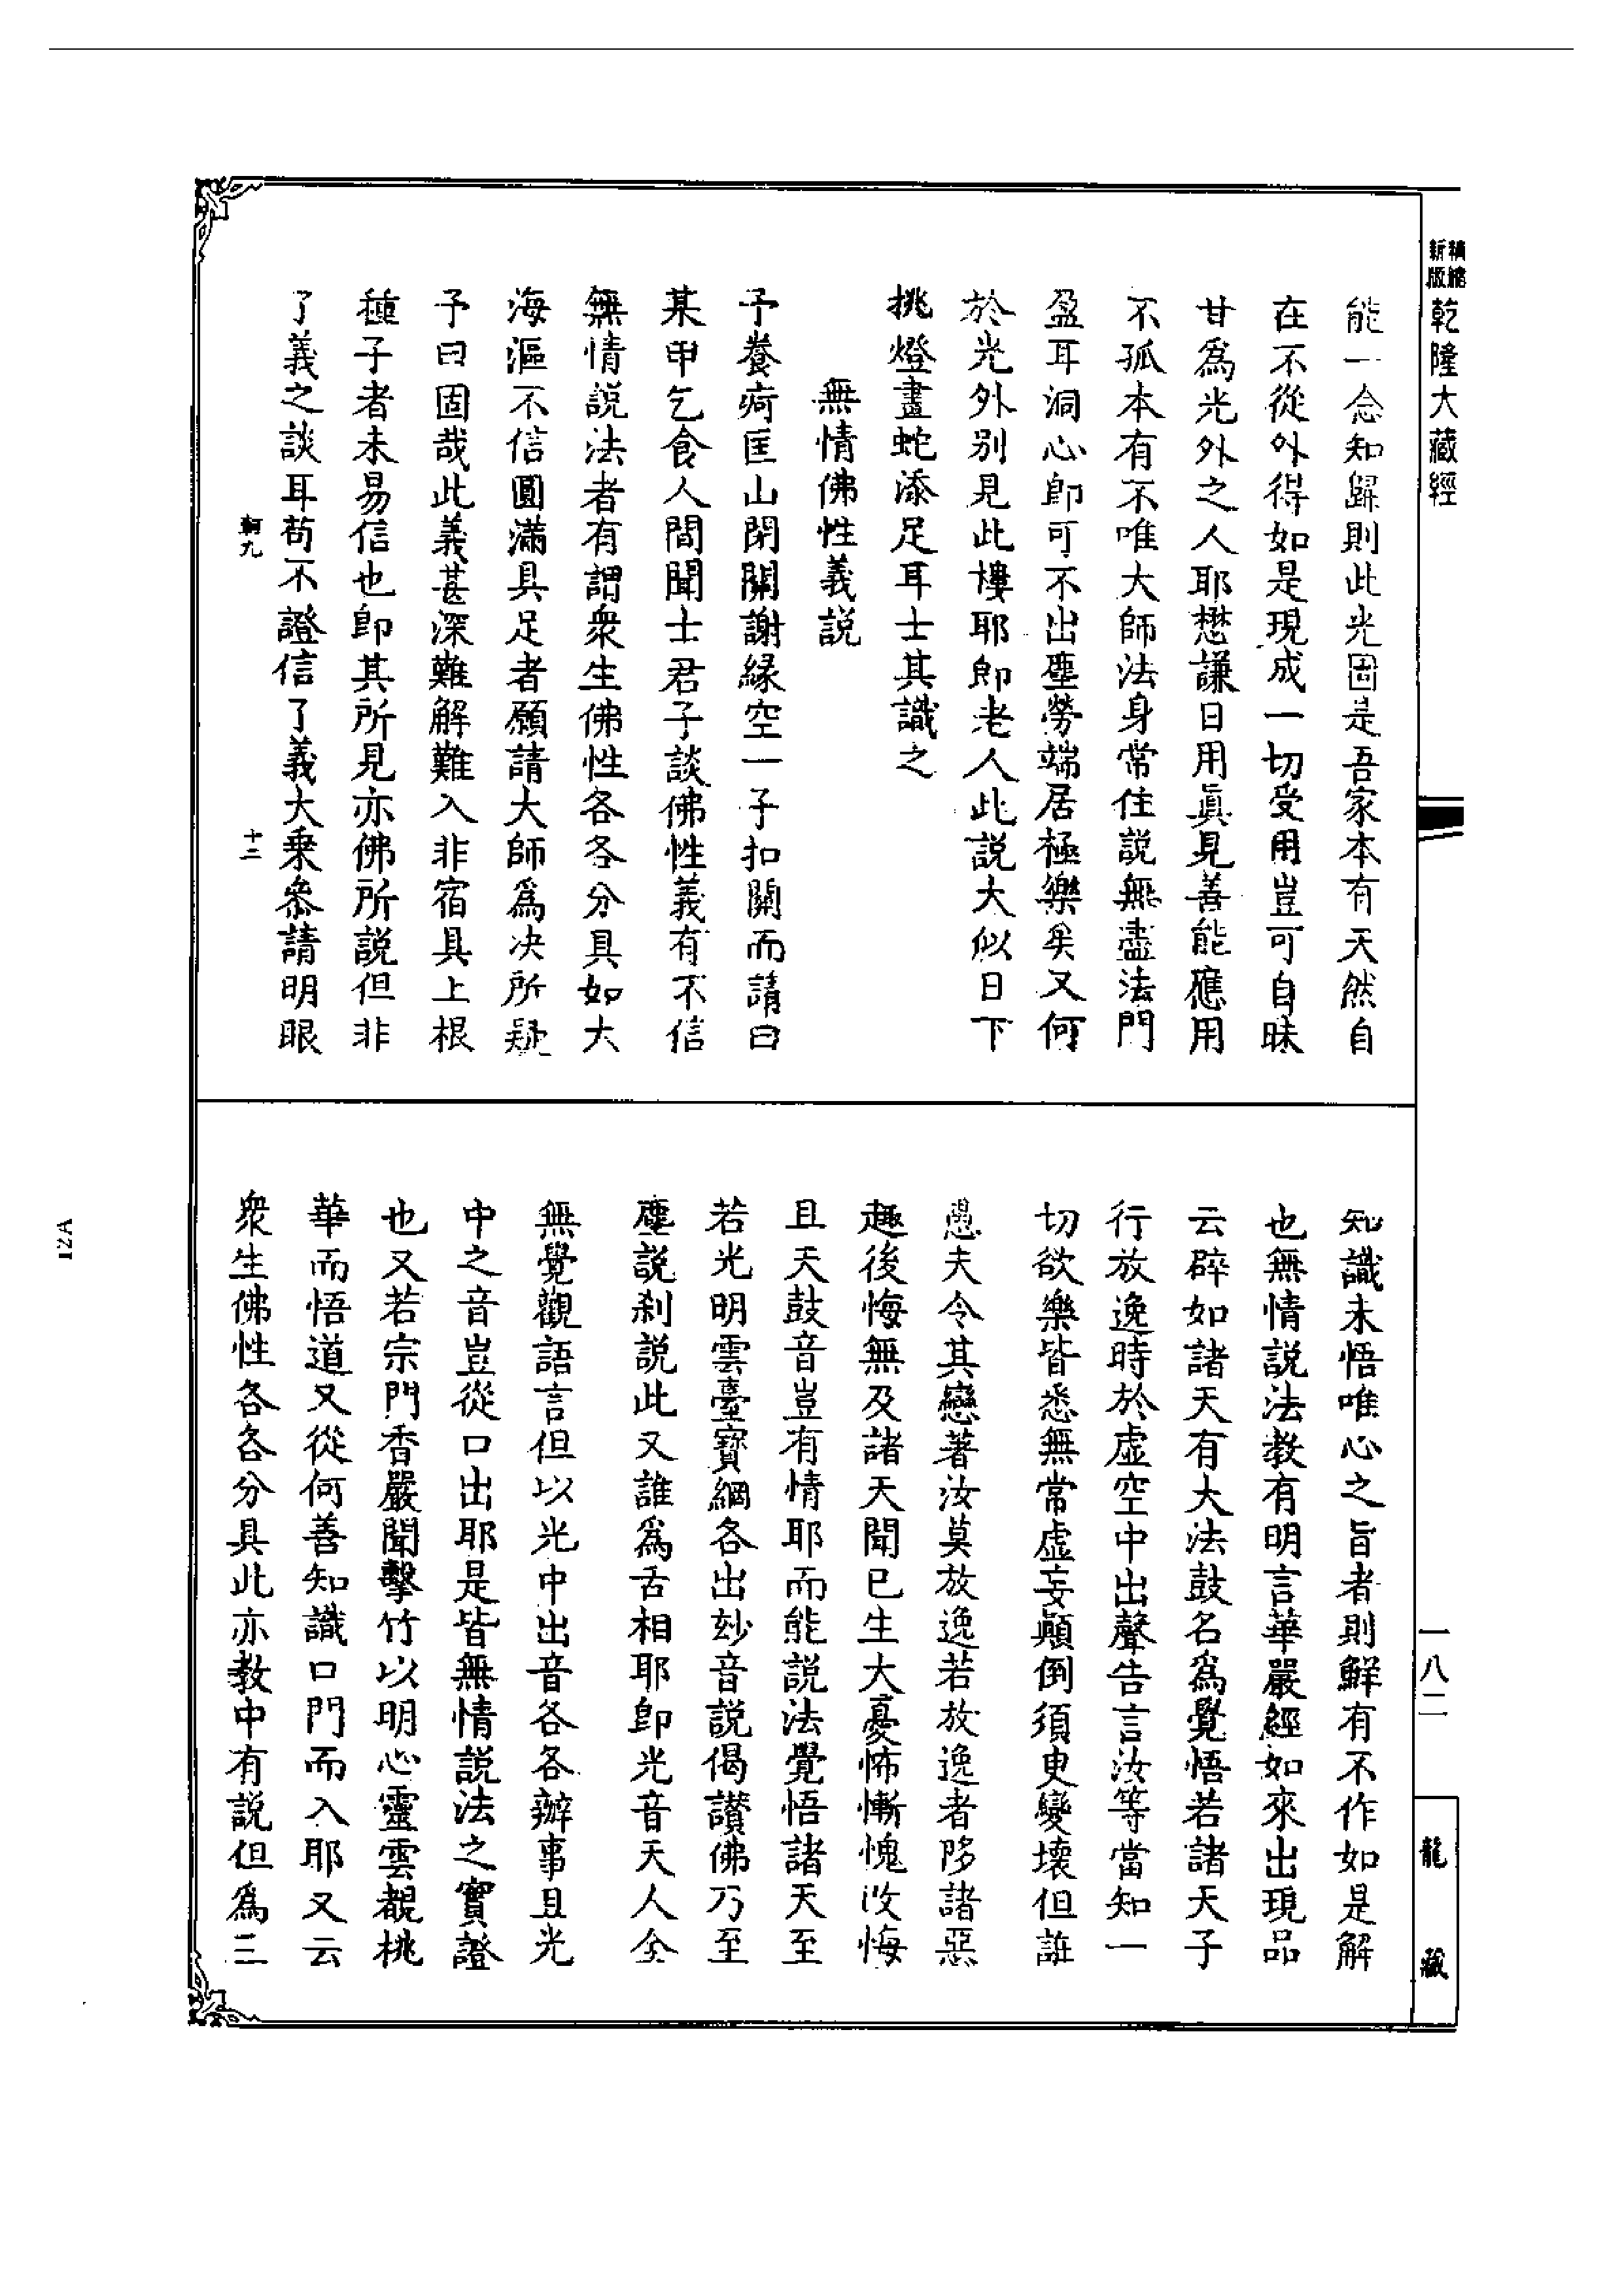 精縮
新版
乾隆大藏經
能一念知歸則此光固是吾家本有天然自
在不從外得如是現成一切受用豈可自昧
甘為光外之人耶懋謙日用眞見善能應用
不孤本有不唯大師法身常住説無盡法門
盈耳洞心即可不出塵勞端居極樂矣又何
於光外別見此樓耶即老人此説大似日下
挑燈畫蛇添足耳士其識之
無情佛性義説
予養疴匡山閉關謝緣空一子扣關而請曰
某甲乞食人間聞士君子談佛性義有不信
無情説法者有謂衆生佛性各各分具如大
海漚不信圓滿具足者願請大師爲决所疑
予曰固哉此義甚深難解難入非宿具上根
種子者未易信也即其所見亦佛所説但非
了義之談耳苟不證信了義大乗叅請明眼
軻九
十二
知識未悟唯心之旨者則鮮有不作如是解
也無情説法教有明言華嚴經如來出現品
云辟如諸天有大法鼓名為覺悟若諸天子
行放逸時於虛空中出聲告言汝等當知一
切欲樂皆悉無常虛妄顚倒須臾變壞但誑
愚夫令其戀著汝莫放逸若放逸者墮諸惡
趣後悔無及諸天聞已生大憂怖慚愧改悔
且天鼓音豈有情耶而能説法覺悟諸天至
若光明雲臺寶網各出妙音説偈讚佛乃至
塵説刹説此又誰爲舌相耶即光音天人全
無覺觀語言但以光中出音各各辦事且光
中之音豈從口出耶是皆無情説法之實證
也又若宗門香嚴聞擊竹以明心靈雲覩桃
華而悟道又從何善知識口門而入耶又云
衆生佛性各各分具此亦教中有説但爲三
一八二
龍藏
12A